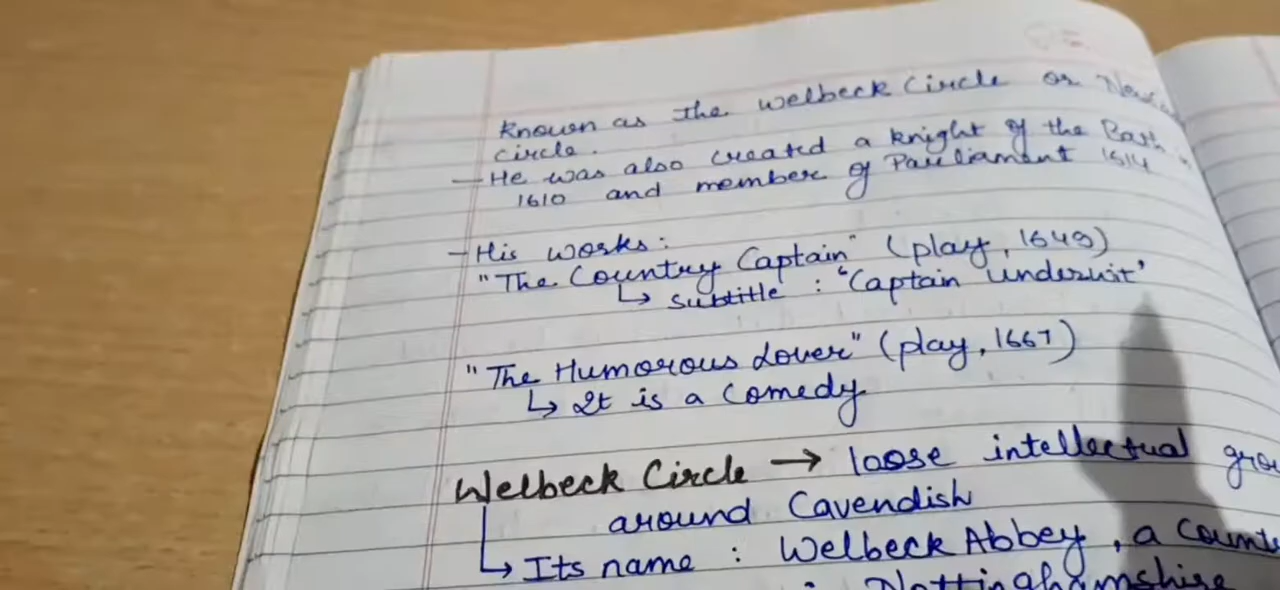 Known as the Welbeck Circle or
circle.
— He was also created a knight of the Bath
1610 and member of Parliament 1614
— His works:
"The Country Captain" (play, 1649)
↳ Subtitle : 'Captain Underwit'
"The Humorous Lover" (play, 1667)
↳ It is a comedy
Welbeck Circle → loose intellectual
around Cavendish
↳ Its name : Welbeck Abbey, a
Nottinghamshire